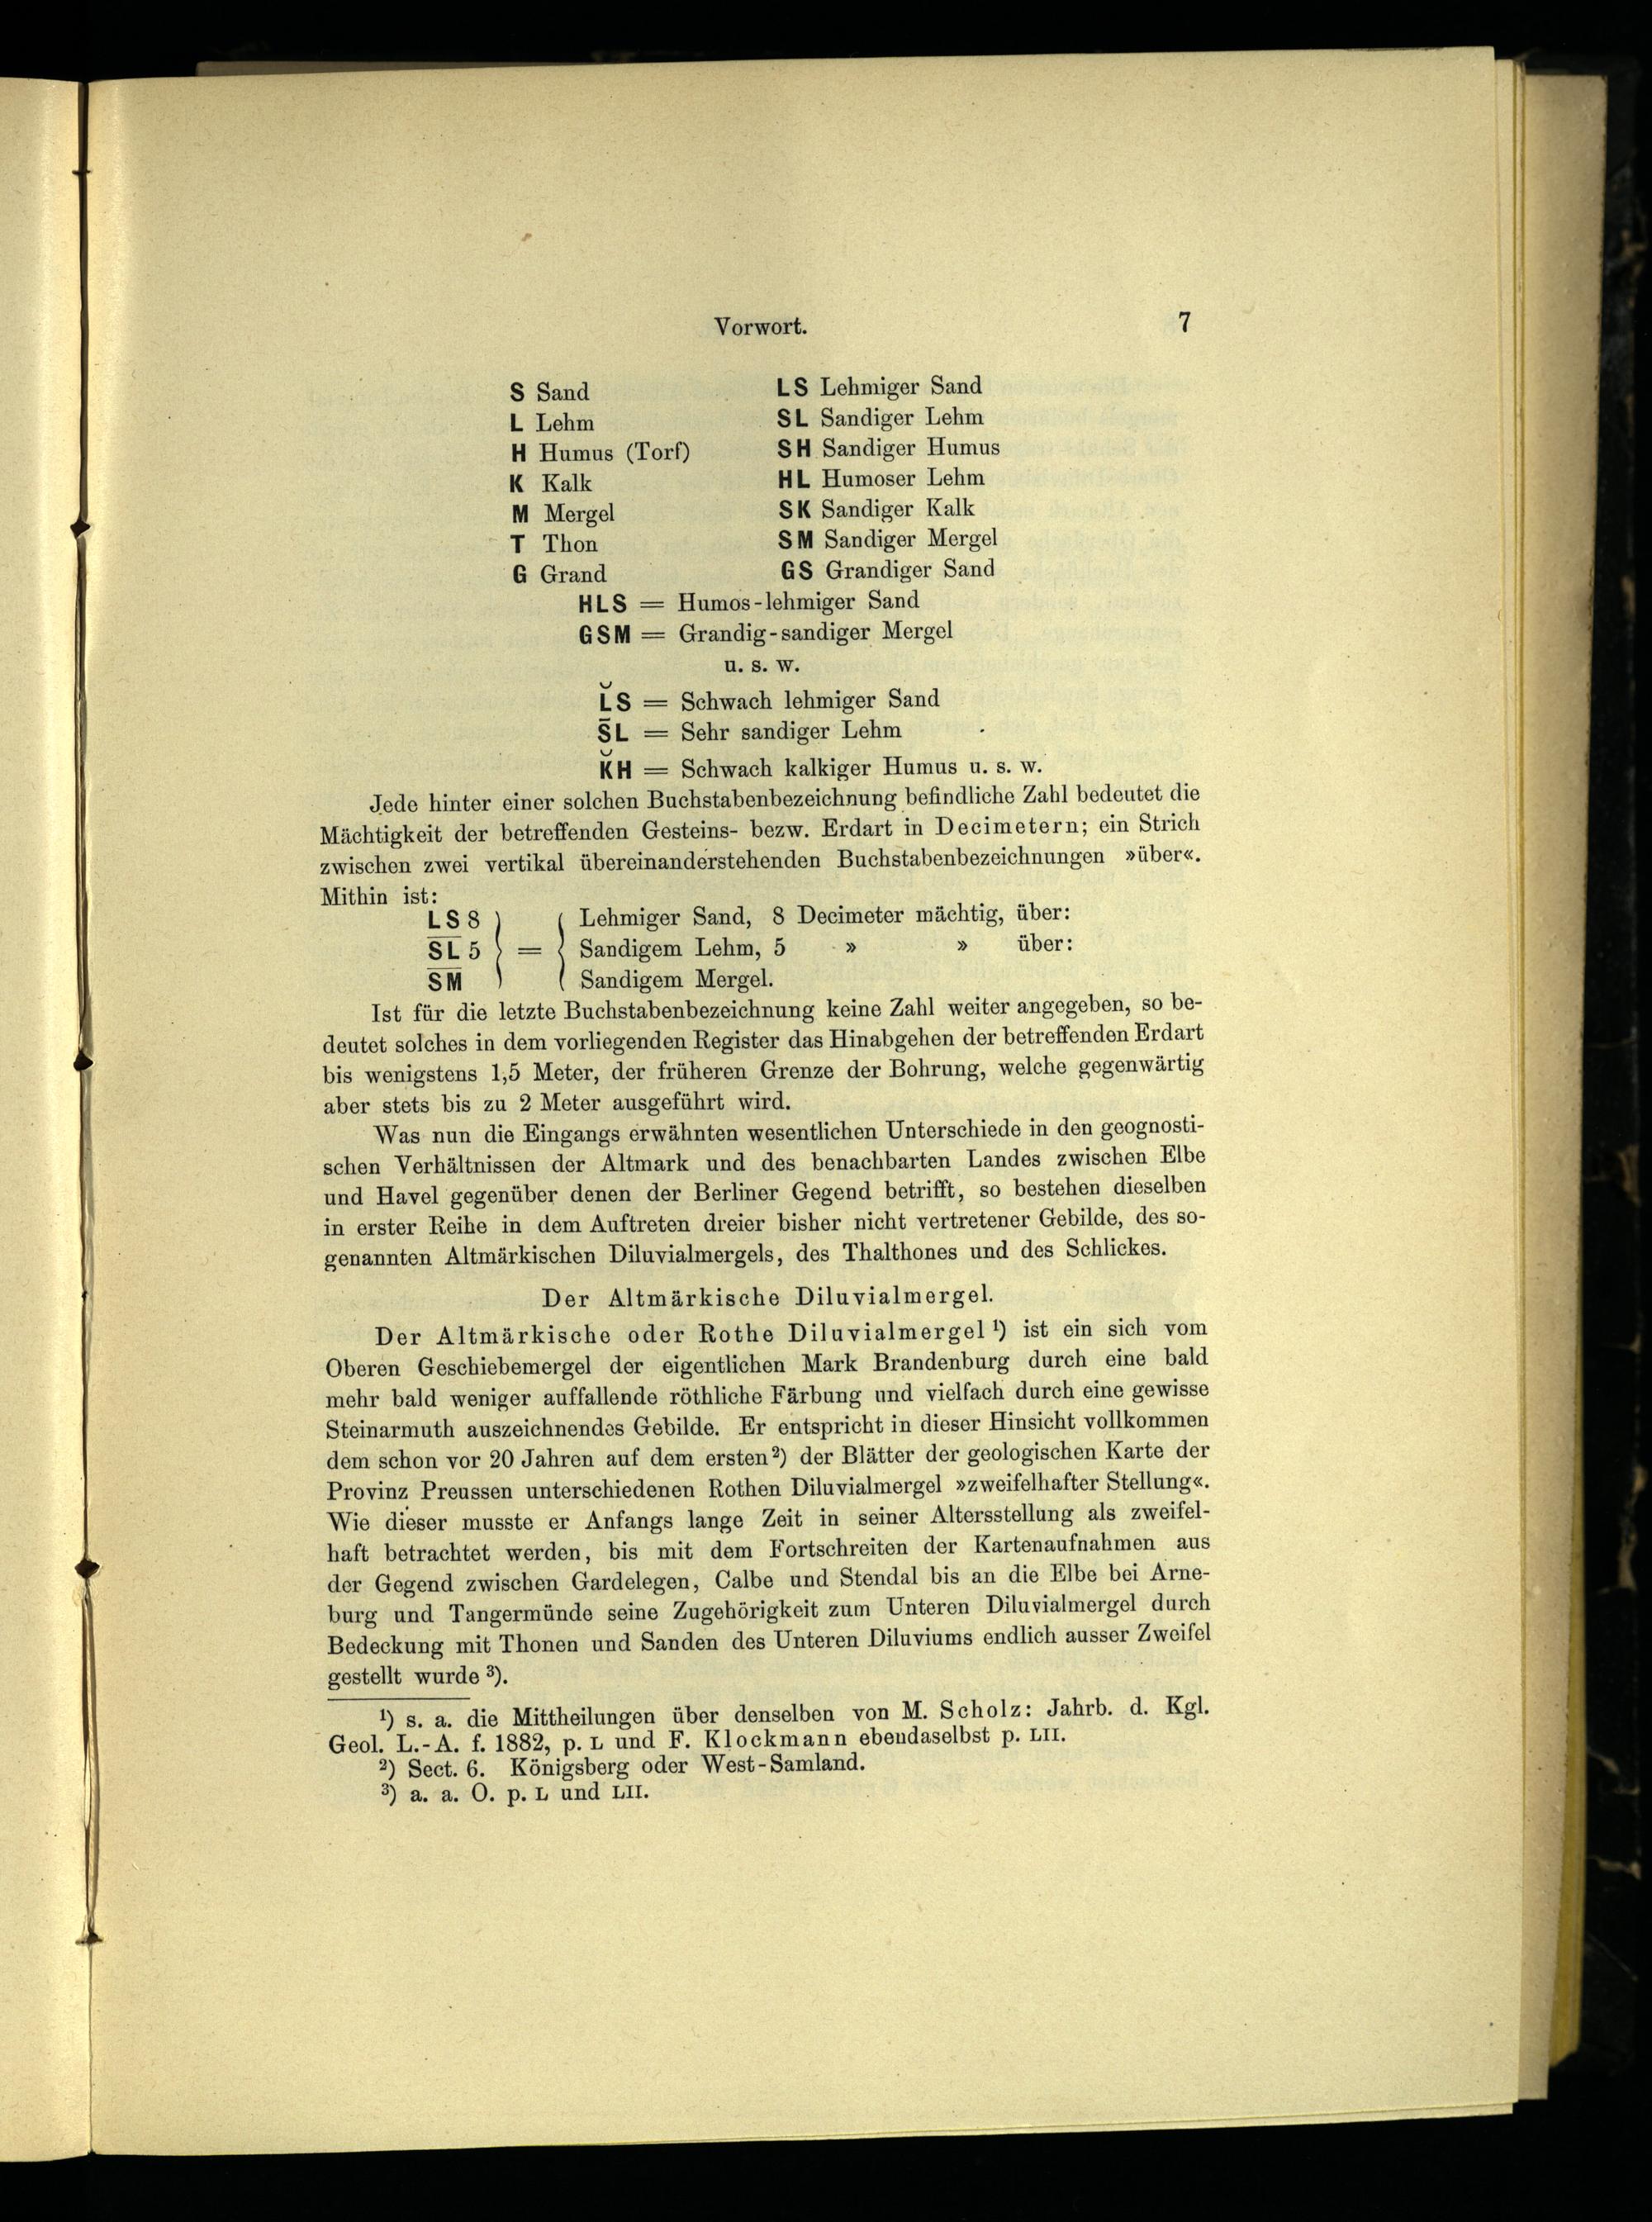 Vorwort. 7
S Sand LS Lehmiger Sand
L Lehm SL Sandiger Lehm
H Humus (Torf) SH Sandiger Humus
K Kalk HL Humoser Lehm
M Mergel SK Sandiger Kalk
T Thon SM Sandiger Mergel
G Grand GS Grandiger Sand
HLS = Humos-lehmiger Sand
GSM = Grandig-sandiger Mergel
u. s. w.
L̆S = Schwach lehmiger Sand
S̄L = Sehr sandiger Lehm
K̆H = Schwach kalkiger Humus u. s. w.
Jede hinter einer solchen Buchstabenbezeichnung befindliche Zahl bedeutet die
Mächtigkeit der betreffenden Gesteins- bezw. Erdart in Decimetern; ein Strich
zwischen zwei vertikal übereinanderstehenden Buchstabenbezeichnungen »über«.
Mithin ist:
LS 8 } { Lehmiger Sand, 8 Decimeter mächtig, über:
SL 5 } = { Sandigem Lehm, 5 » » über:
SM } { Sandigem Mergel.
Ist für die letzte Buchstabenbezeichnung keine Zahl weiter angegeben, so be-
deutet solches in dem vorliegenden Register das Hinabgehen der betreffenden Erdart
bis wenigstens 1,5 Meter, der früheren Grenze der Bohrung, welche gegenwärtig
aber stets bis zu 2 Meter ausgeführt wird.
Was nun die Eingangs erwähnten wesentlichen Unterschiede in den geognosti-
schen Verhältnissen der Altmark und des benachbarten Landes zwischen Elbe
und Havel gegenüber denen der Berliner Gegend betrifft, so bestehen dieselben
in erster Reihe in dem Auftreten dreier bisher nicht vertretener Gebilde, des so-
genannten Altmärkischen Diluvialmergels, des Thalthones und des Schlickes.
Der Altmärkische Diluvialmergel.
Der Altmärkische oder Rothe Diluvialmergel ¹) ist ein sich vom
Oberen Geschiebemergel der eigentlichen Mark Brandenburg durch eine bald
mehr bald weniger auffallende röthliche Färbung und vielfach durch eine gewisse
Steinarmuth auszeichnendes Gebilde. Er entspricht in dieser Hinsicht vollkommen
dem schon vor 20 Jahren auf dem ersten ²) der Blätter der geologischen Karte der
Provinz Preussen unterschiedenen Rothen Diluvialmergel »zweifelhafter Stellung«.
Wie dieser musste er Anfangs lange Zeit in seiner Altersstellung als zweifel-
haft betrachtet werden, bis mit dem Fortschreiten der Kartenaufnahmen aus
der Gegend zwischen Gardelegen, Calbe und Stendal bis an die Elbe bei Arne-
burg und Tangermünde seine Zugehörigkeit zum Unteren Diluvialmergel durch
Bedeckung mit Thonen und Sanden des Unteren Diluviums endlich ausser Zweifel
gestellt wurde ³).
¹) s. a. die Mittheilungen über denselben von M. Scholz: Jahrb. d. Kgl.
Geol. L.-A. f. 1882, p. L und F. Klockmann ebendaselbst p. LII.
²) Sect. 6. Königsberg oder West-Samland.
³) a. a. O. p. L und LII.